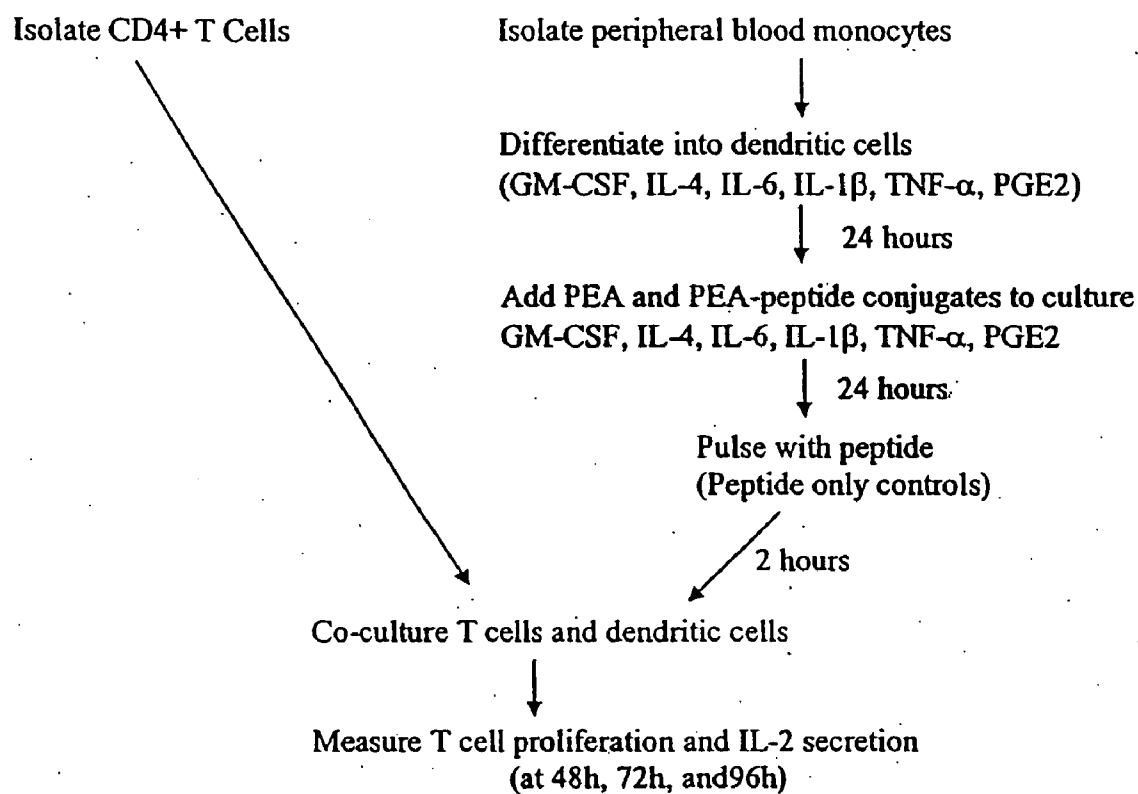 Isolate CD4+ T Cells
Isolate peripheral blood monocytes
Differentiate into dendritic cells
(GM-CSF, IL-4, IL-6, IL-1β, TNF-α, PGE2)
24 hours
Add PEA and PEA-peptide conjugates to culture
GM-CSF, IL-4, IL-6, IL-1β, TNF-α, PGE2
24 hours
Pulse with peptide
(Peptide only controls)
2 hours
Co-culture T cells and dendritic cells
Measure T cell proliferation and IL-2 secretion
(at 48h, 72h, and96h)